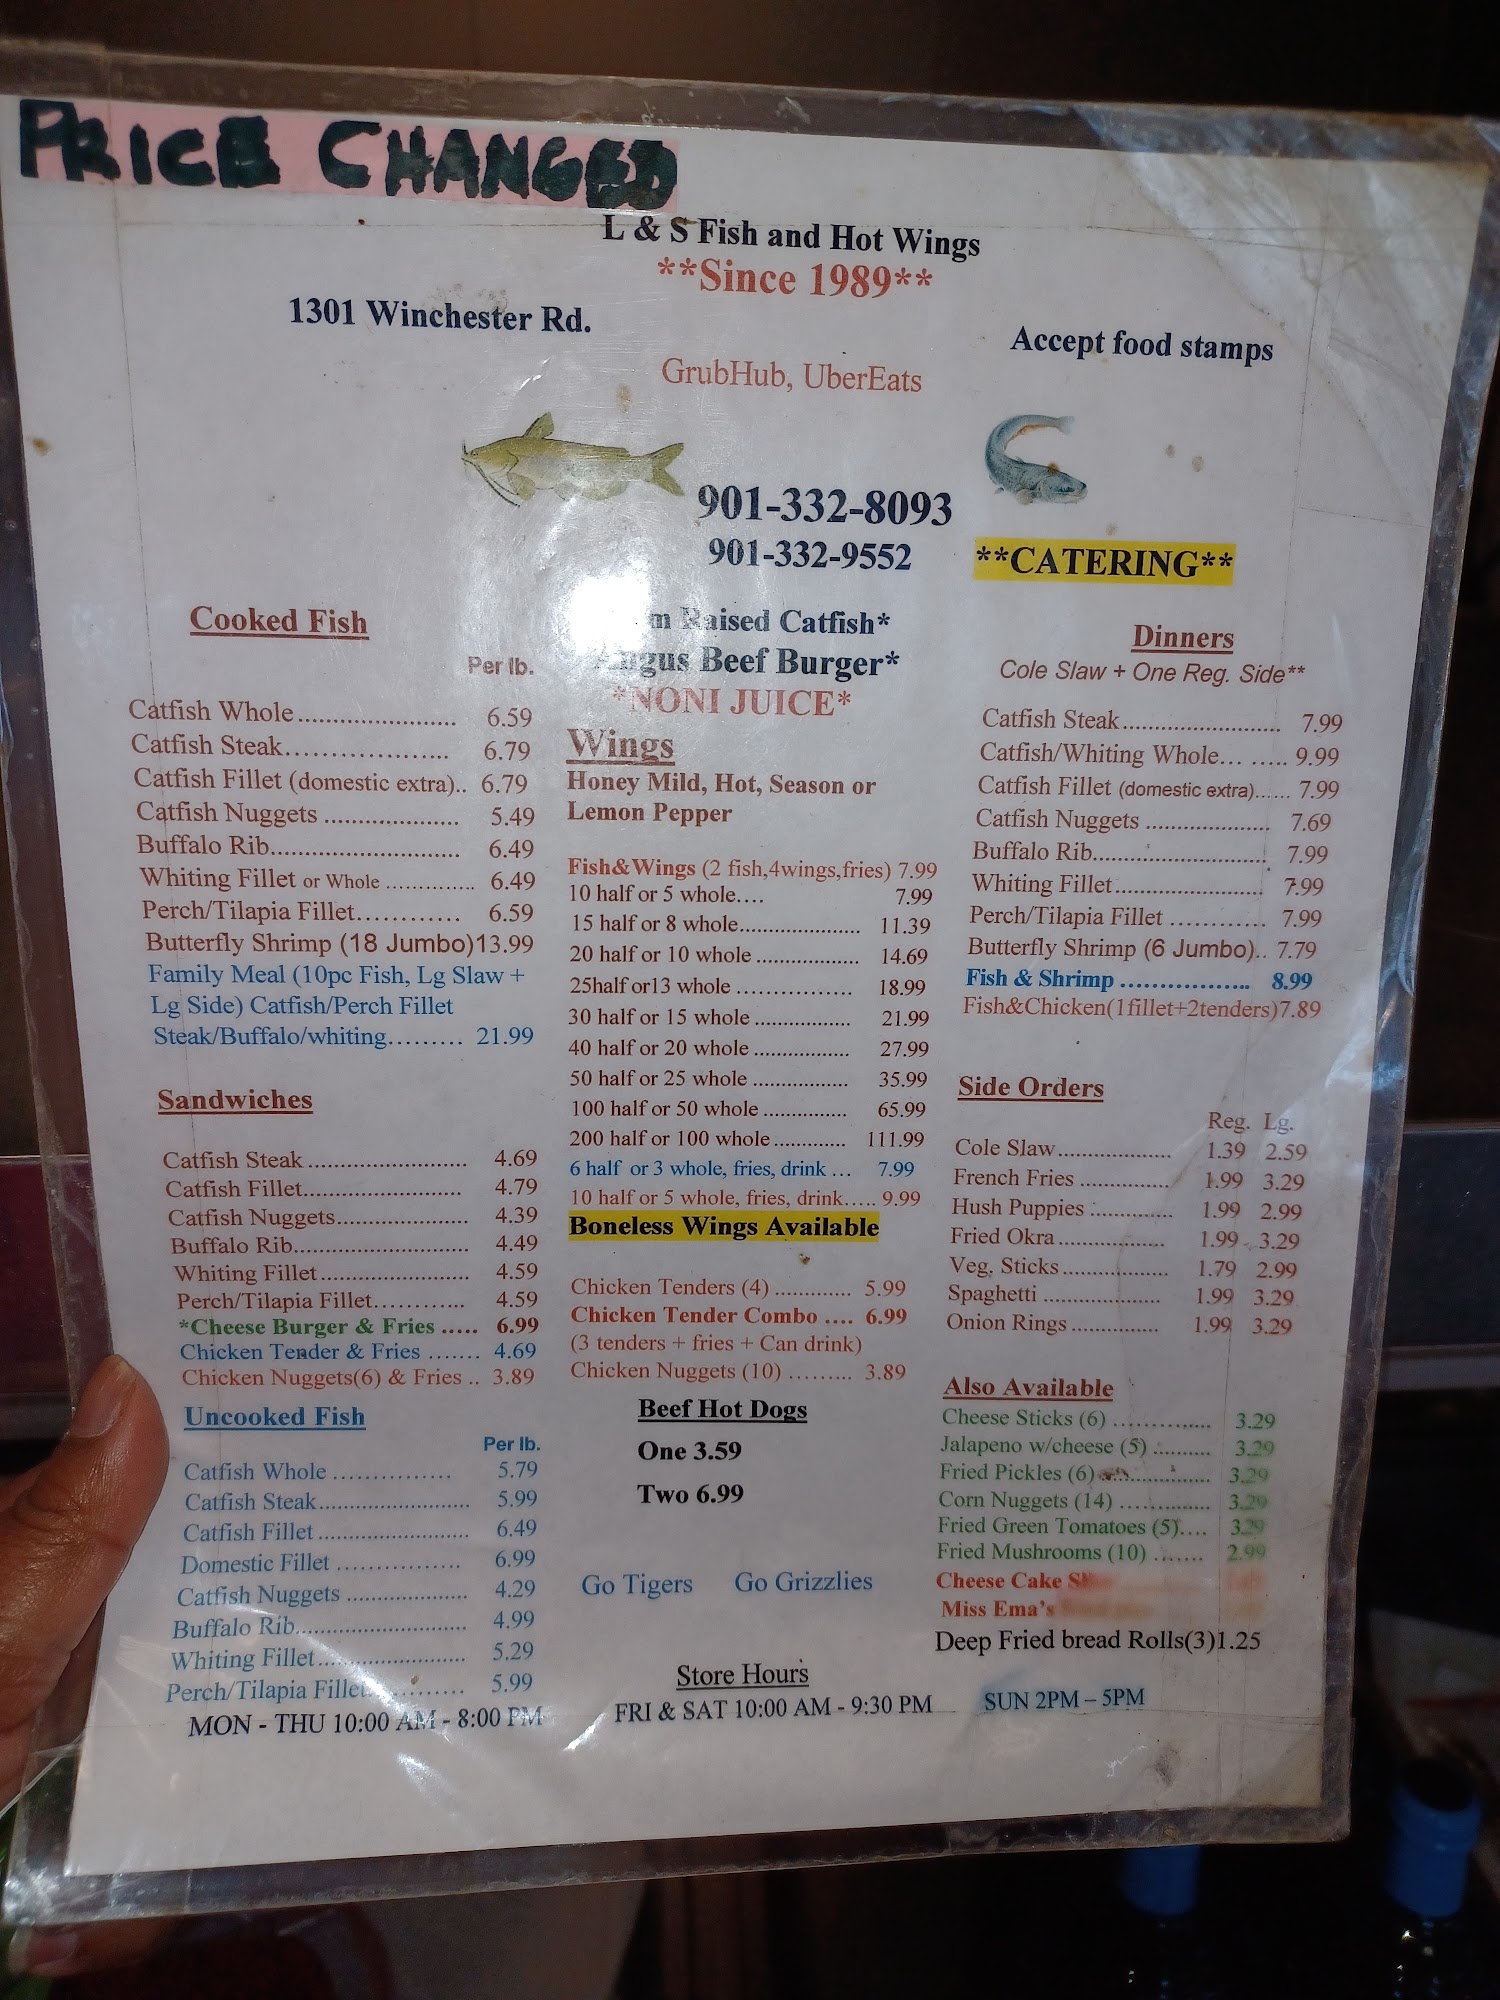 PRICE CHANGED
L & S Fish and Hot Wings
**Since 1989**
1301 Winchester Rd.
Accept food stamps
GrubHub, UberEats
901-332-8093
901-332-9552
**CATERING**
Cooked Fish
Per lb.
Catfish Whole...................... 6.59
Catfish Steak.................. 6.79
Catfish Fillet (domestic extra).. 6.79
Catfish Nuggets ................... 5.49
Buffalo Rib........................... 6.49
Whiting Fillet or Whole ............. 6.49
Perch/Tilapia Fillet............ 6.59
Butterfly Shrimp (18 Jumbo)13.99
Family Meal (10pc Fish, Lg Slaw +
Lg Side) Catfish/Perch Fillet
Steak/Buffalo/whiting......... 21.99
Sandwiches
Catfish Steak ........................... 4.69
Catfish Fillet........................... 4.79
Catfish Nuggets...................... 4.39
Buffalo Rib............................. 4.49
Whiting Fillet......................... 4.59
Perch/Tilapia Fillet............ 4.59
*Cheese Burger & Fries ..... 6.99
Chicken Tender & Fries ....... 4.69
Chicken Nuggets(6) & Fries .. 3.89
Uncooked Fish
Per lb.
Catfish Whole ............... 5.79
Catfish Steak......................... 5.99
Catfish Fillet ......................... 6.49
Domestic Fillet ................ 6.99
Catfish Nuggets .................... 4.29
Buffalo Rib............................ 4.99
Whiting Fillet......................... 5.29
Perch/Tilapia Fillet............ 5.99
Raised Catfish*
Beef Burger*
*NONI JUICE*
Wings
Honey Mild, Hot, Season or
Lemon Pepper
Fish&Wings (2 fish,4wings,fries) 7.99
10 half or 5 whole.... 7.99
15 half or 8 whole..................... 11.39
20 half or 10 whole .................. 14.69
25half or13 whole ................ 18.99
30 half or 15 whole ................. 21.99
40 half or 20 whole ................. 27.99
50 half or 25 whole ................. 35.99
100 half or 50 whole ............... 65.99
200 half or 100 whole ............. 111.99
6 half or 3 whole, fries, drink ... 7.99
10 half or 5 whole, fries, drink..... 9.99
Boneless Wings Available
Chicken Tenders (4) ............. 5.99
Chicken Tender Combo .... 6.99
(3 tenders + fries + Can drink)
Chicken Nuggets (10) ......... 3.89
Beef Hot Dogs
One 3.59
Two 6.99
Go Tigers Go Grizzlies
Dinners
Cole Slaw + One Reg. Side**
Catfish Steak........................... 7.99
Catfish/Whiting Whole... ..... 9.99
Catfish Fillet (domestic extra)...... 7.99
Catfish Nuggets ..................... 7.69
Buffalo Rib.............................. 7.99
Whiting Fillet......................... 7.99
Perch/Tilapia Fillet ............ 7.99
Butterfly Shrimp (6 Jumbo).. 7.79
Fish & Shrimp .................. 8.99
Fish&Chicken(1fillet+2tenders)7.89
Side Orders
Reg. Lg.
Cole Slaw.................... 1.39 2.59
French Fries ................ 1.99 3.29
Hush Puppies .............. 1.99 2.99
Fried Okra................... 1.99 3.29
Veg. Sticks................... 1.79 2.99
Spaghetti ..................... 1.99 3.29
Onion Rings ................ 1.99 3.29
Also Available
Cheese Sticks (6) ............. 3.29
Jalapeno w/cheese (5) .......... 3.29
Fried Pickles (6).................. 3.29
Corn Nuggets (14) ............... 3.29
Fried Green Tomatoes (5).... 3.29
Fried Mushrooms (10) ....... 2.99
Cheese Cake
Miss Ema's
Deep Fried bread Rolls(3)1.25
Store Hours
MON - THU 10:00 AM - 8:00 PM FRI & SAT 10:00 AM - 9:30 PM SUN 2PM – 5PM